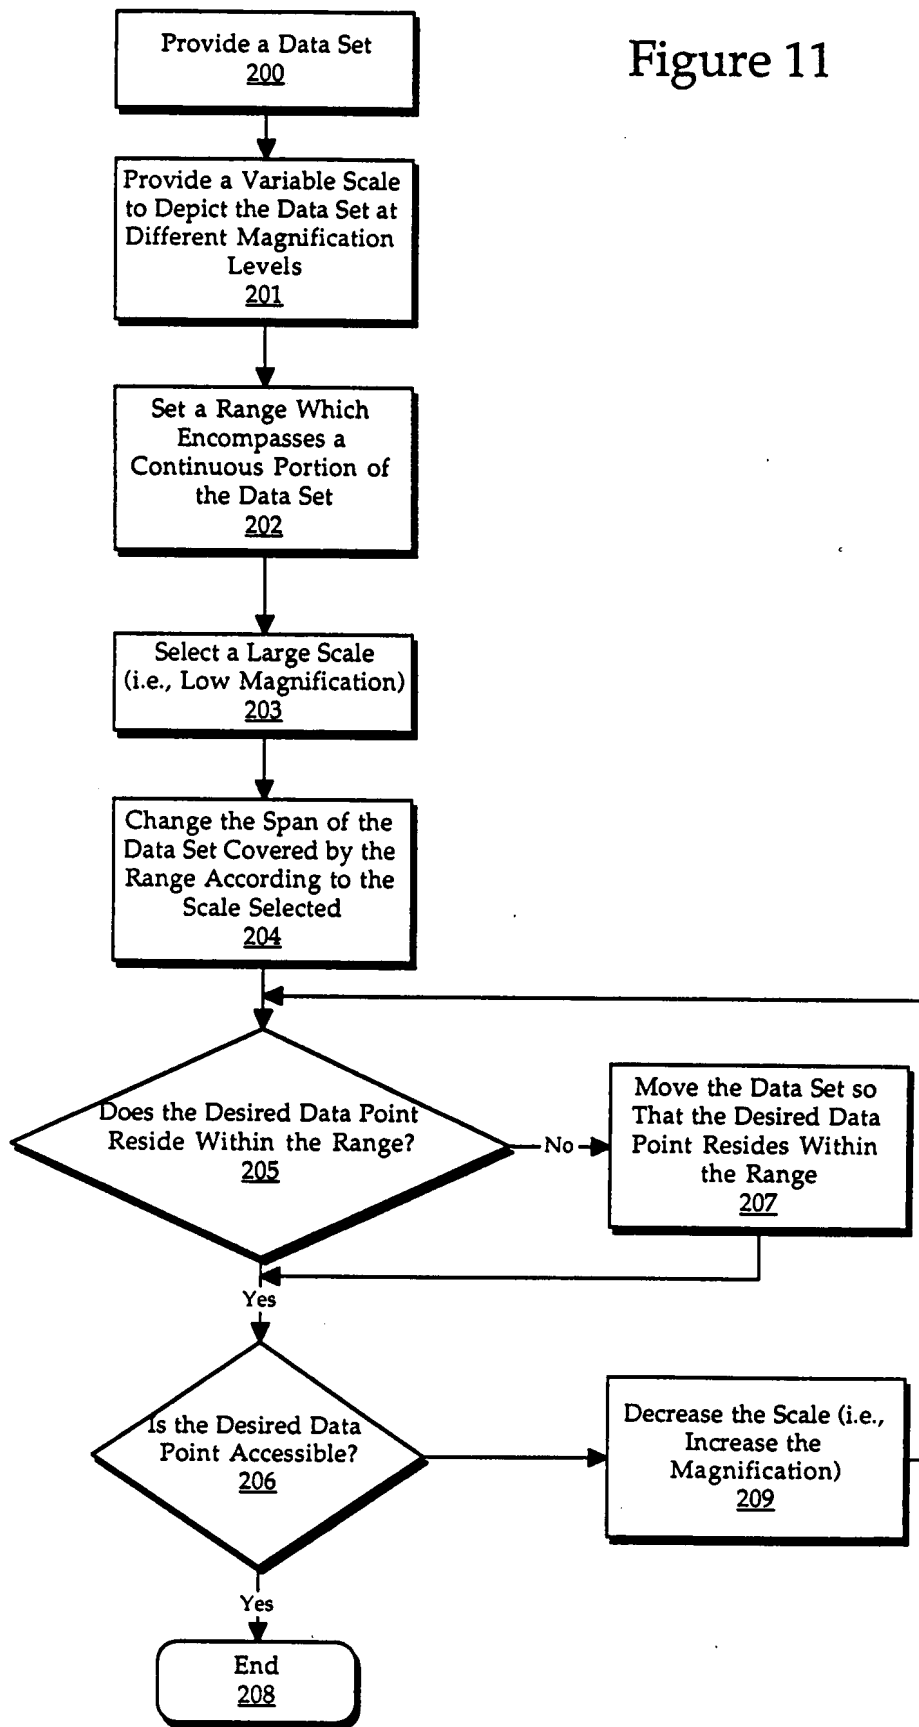 Figure 11
Provide a Data Set
200
Provide a Variable Scale
to Depict the Data Set at
Different Magnification
Levels
201
Set a Range Which
Encompasses a
Continuous Portion of
the Data Set
202
Select a Large Scale
(i.e., Low Magnification)
203
Change the Span of the
Data Set Covered by the
Range According to the
Scale Selected
204
Does the Desired Data Point
Reside Within the Range?
205
No
Move the Data Set so
That the Desired Data
Point Resides Within
the Range
207
Yes
Is the Desired Data
Point Accessible?
206
Decrease the Scale (i.e.,
Increase the
Magnification)
209
Yes
End
208